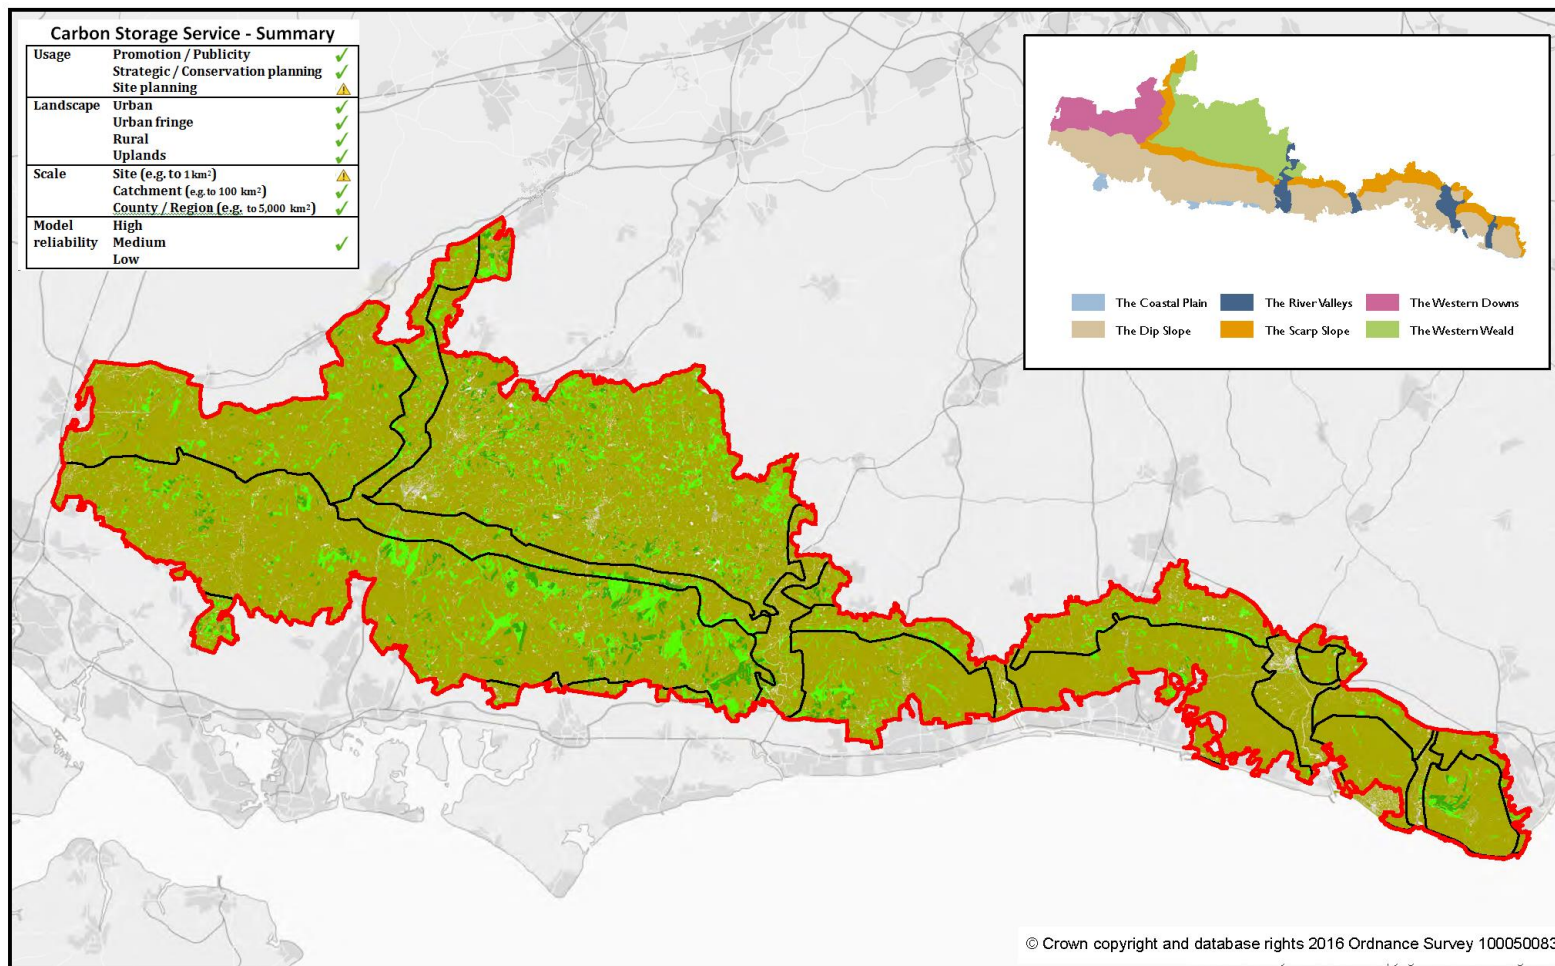 Carbon Storage Service - Summary
Usage Promotion / Publicity ✓
Strategic / Conservation planning ✓
Site planning ⚠
Landscape Urban ✓
Urban fringe ✓
Rural ✓
Uplands ✓
Scale Site (e.g. to 1 km²) ⚠
Catchment (e.g. to 100 km²) ✓
County / Region (e.g. to 5,000 km²) ✓
Model High
reliability Medium ✓
Low
The Coastal Plain The River Valleys The Western Downs
The Dip Slope The Scarp Slope The Western Weald
© Crown copyright and database rights 2016 Ordnance Survey 100050083